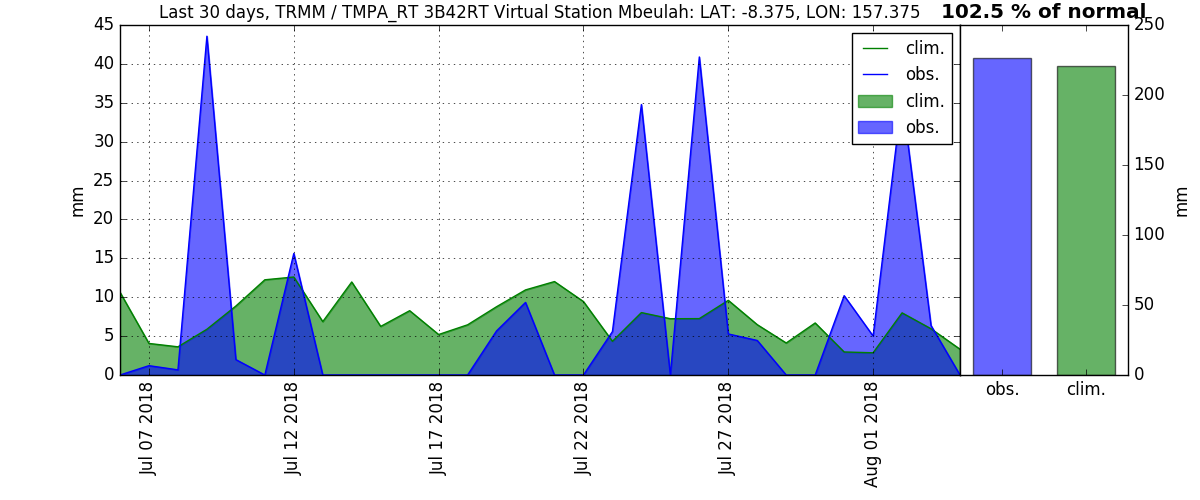 Last 30 days, TRMM / TMPA_RT 3B42RT Virtual Station Mbeulah: LAT: -8.375, LON: 157.375
102.5 % of normal
45
40
35
30
25
20
15
10
5
0
mm
clim.
obs.
clim.
obs.
Jul 07 2018
Jul 12 2018
Jul 17 2018
Jul 22 2018
Jul 27 2018
Aug 01 2018
250
200
150
100
50
0
mm
obs.
clim.